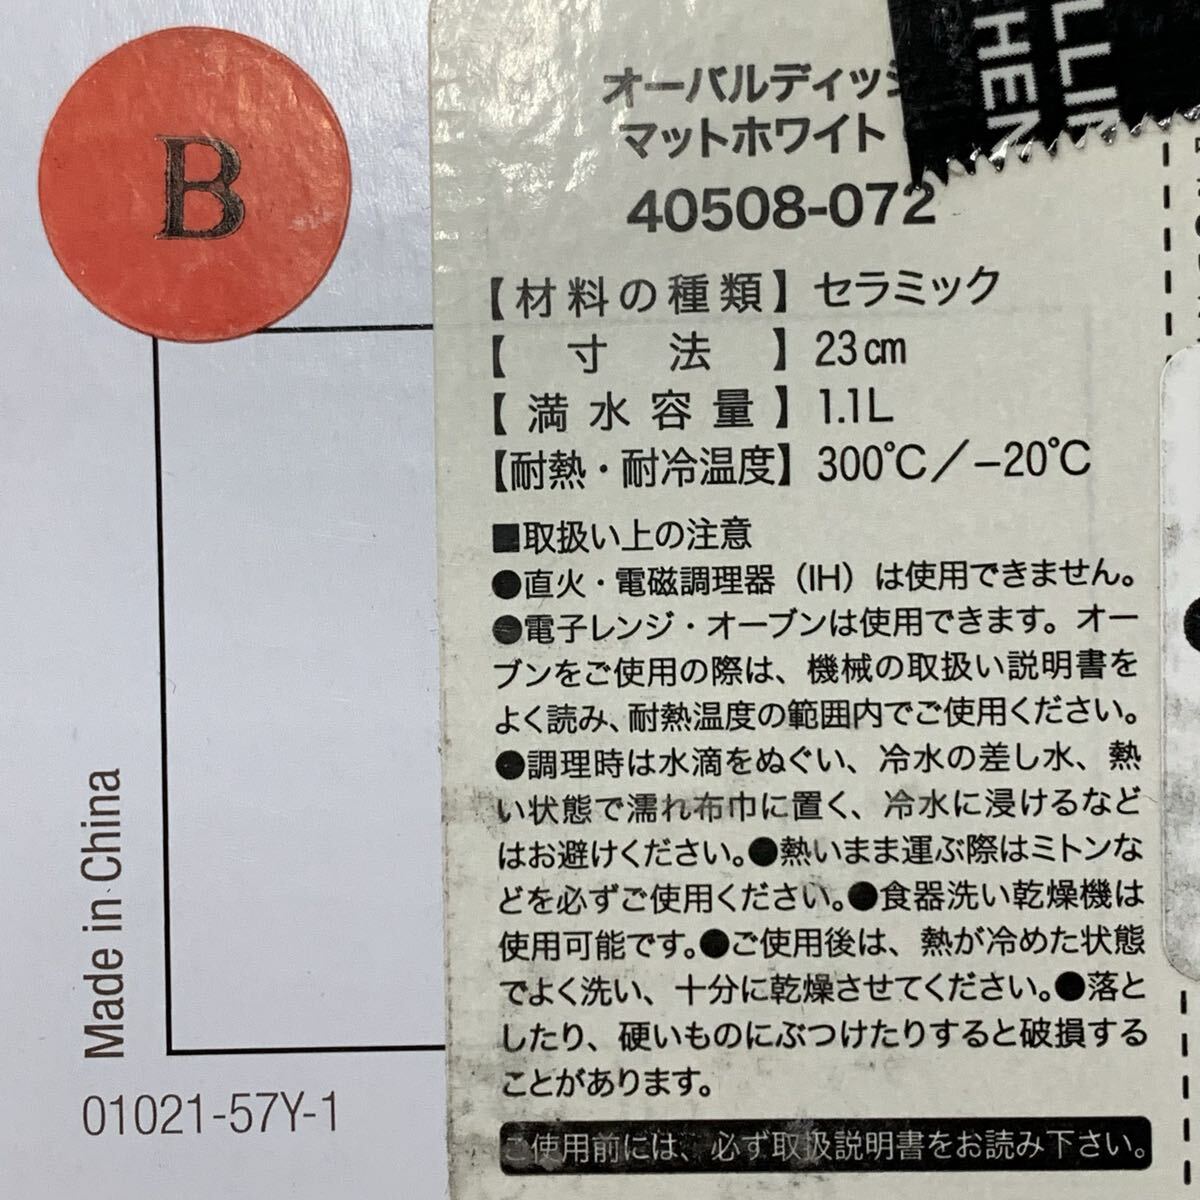 B
オーバルディッシ
マットホワイト
40508-072
【材料の種類】セラミック
【寸法】23cm
【満水容量】1.1L
【耐熱・耐冷温度】300℃/-20℃
■取扱い上の注意
●直火・電磁調理器（IH）は使用できません。
●電子レンジ・オーブンは使用できます。オー
ブンをご使用の際は、機械の取扱い説明書を
よく読み、耐熱温度の範囲内でご使用ください。
●調理時は水滴をぬぐい、冷水の差し水、熱
い状態で濡れ布巾に置く、冷水に浸けるなど
はお避けください。●熱いまま運ぶ際はミトンな
どを必ずご使用ください。●食器洗い乾燥機は
使用可能です。●ご使用後は、熱が冷めた状態
でよく洗い、十分に乾燥させてください。●落と
したり、硬いものにぶつけたりすると破損する
ことがあります。
ご使用前には、必ず取扱説明書をお読み下さい。
Made in China
01021-57Y-1